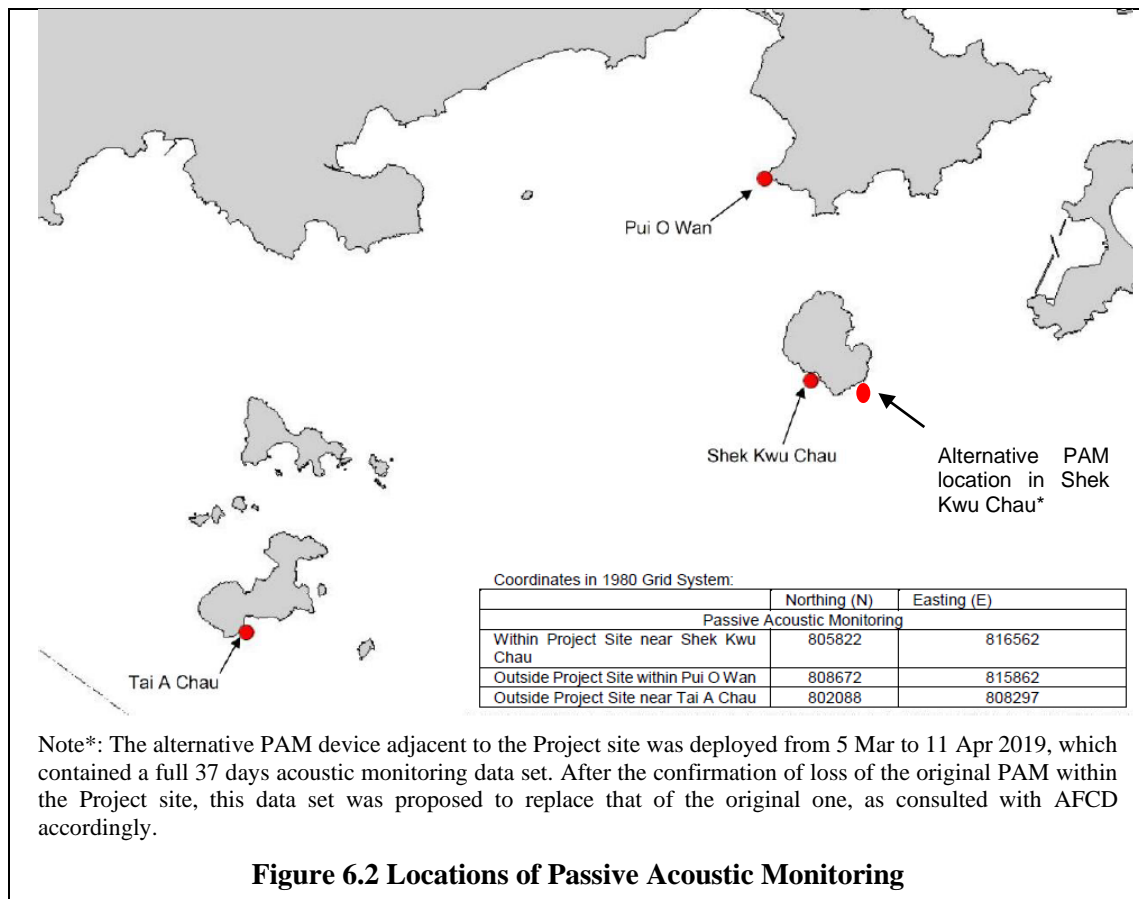 Pui O Wan
Shek Kwu Chau
Alternative PAM
location in Shek
Kwu Chau*
Tai A Chau
Coordinates in 1980 Grid System:
Northing (N) Easting (E)
Passive Acoustic Monitoring
Within Project Site near Shek Kwu
Chau 805822 816562
Outside Project Site within Pui O Wan 808672 815862
Outside Project Site near Tai A Chau 802088 808297
Note*: The alternative PAM device adjacent to the Project site was deployed from 5 Mar to 11 Apr 2019, which
contained a full 37 days acoustic monitoring data set. After the confirmation of loss of the original PAM within
the Project site, this data set was proposed to replace that of the original one, as consulted with AFCD
accordingly.
Figure 6.2 Locations of Passive Acoustic Monitoring